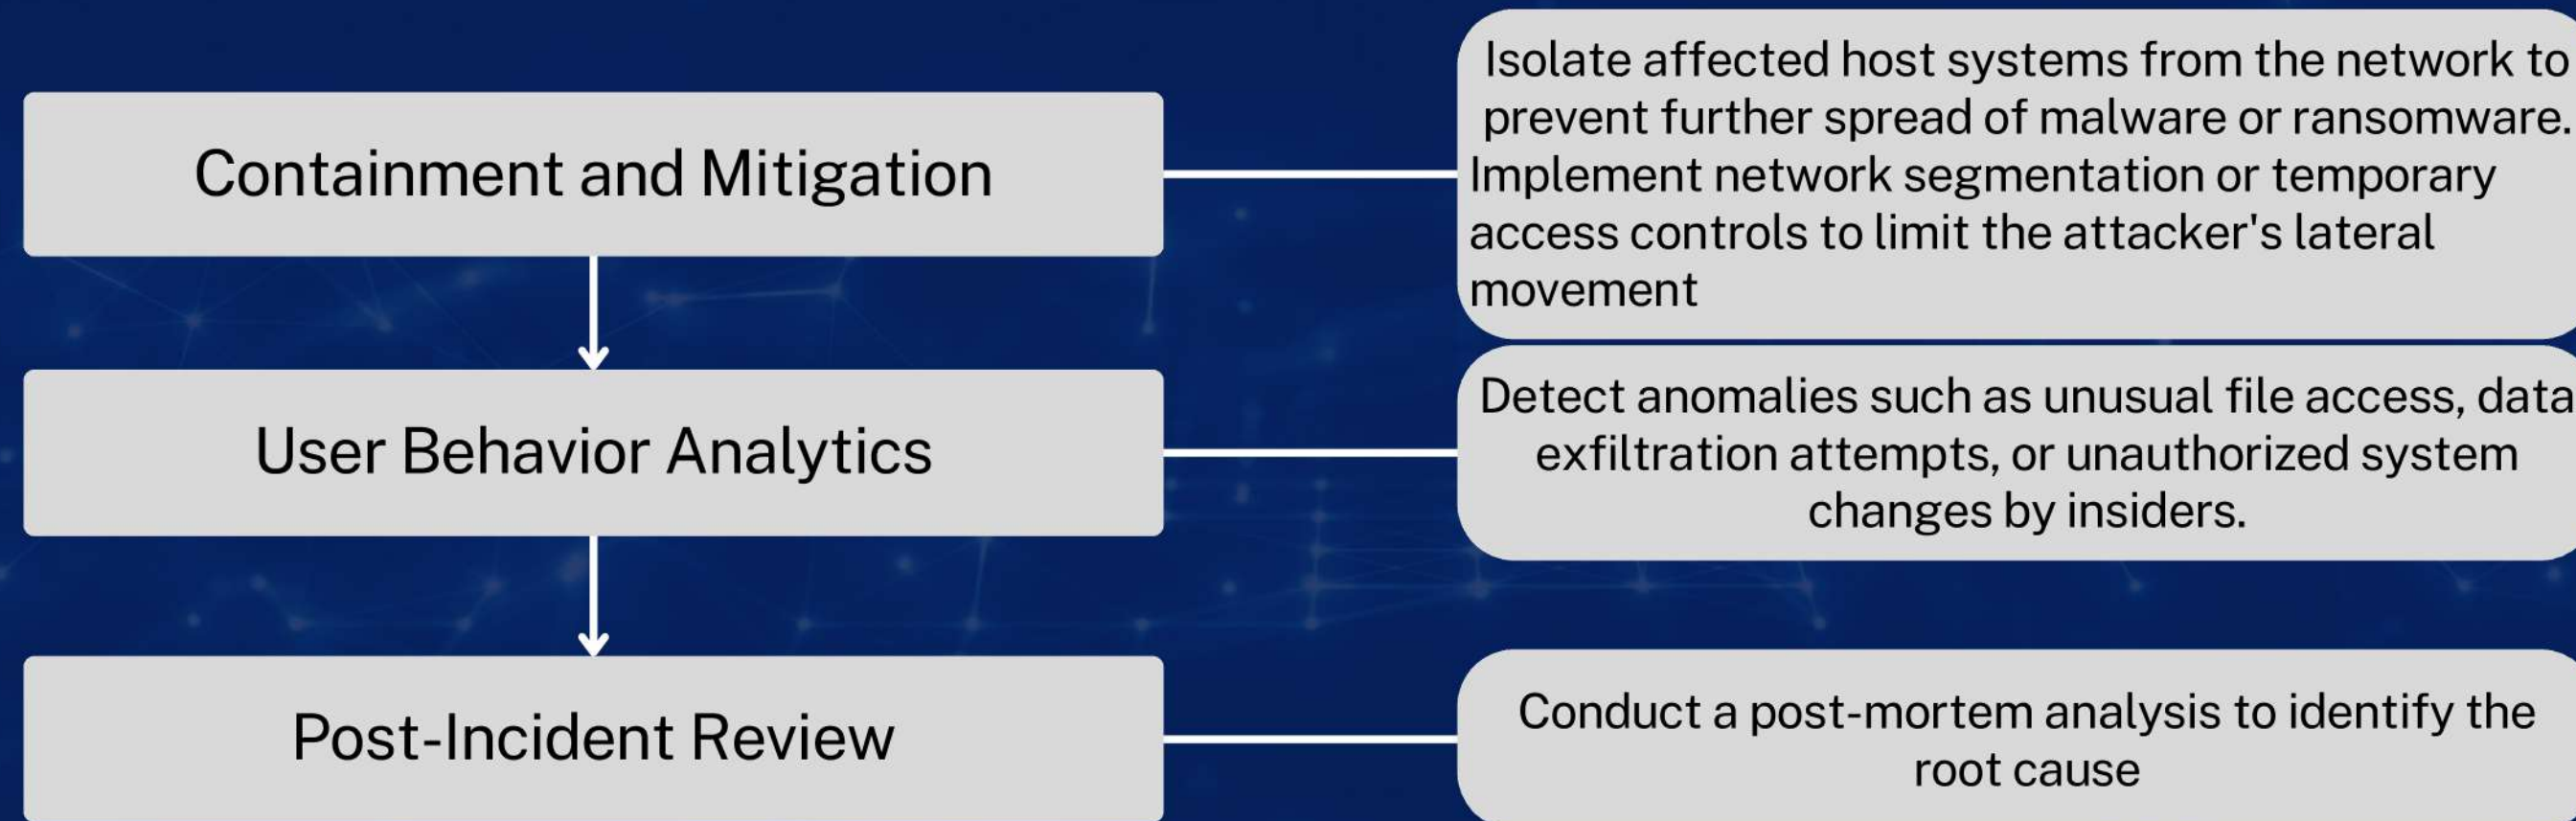 Containment and Mitigation
Isolate affected host systems from the network to
prevent further spread of malware or ransomware.
Implement network segmentation or temporary
access controls to limit the attacker's lateral
movement
User Behavior Analytics
Detect anomalies such as unusual file access, data
exfiltration attempts, or unauthorized system
changes by insiders.
Post-Incident Review
Conduct a post-mortem analysis to identify the
root cause